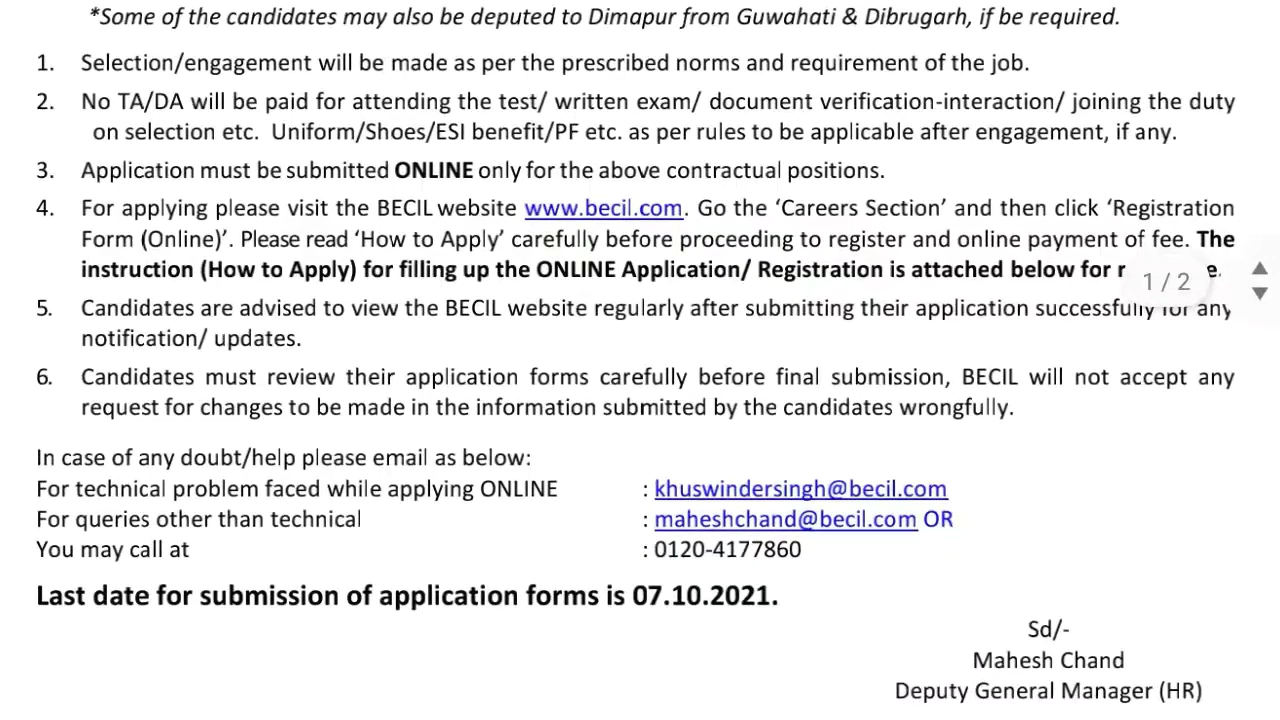 *Some of the candidates may also be deputed to Dimapur from Guwahati & Dibrugarh, if be required.
1. Selection/engagement will be made as per the prescribed norms and requirement of the job.
2. No TA/DA will be paid for attending the test/ written exam/ document verification-interaction/ joining the duty
on selection etc. Uniform/Shoes/ESI benefit/PF etc. as per rules to be applicable after engagement, if any.
3. Application must be submitted ONLINE only for the above contractual positions.
4. For applying please visit the BECIL website www.becil.com. Go the ‘Careers Section’ and then click ‘Registration
Form (Online)’. Please read ‘How to Apply’ carefully before proceeding to register and online payment of fee. The
instruction (How to Apply) for filling up the ONLINE Application/ Registration is attached below for
1 / 2
5. Candidates are advised to view the BECIL website regularly after submitting their application successfully for any
notification/ updates.
6. Candidates must review their application forms carefully before final submission, BECIL will not accept any
request for changes to be made in the information submitted by the candidates wrongfully.
In case of any doubt/help please email as below:
For technical problem faced while applying ONLINE : khuswindersingh@becil.com
For queries other than technical : maheshchand@becil.com OR
You may call at : 0120-4177860
Last date for submission of application forms is 07.10.2021.
Sd/-
Mahesh Chand
Deputy General Manager (HR)